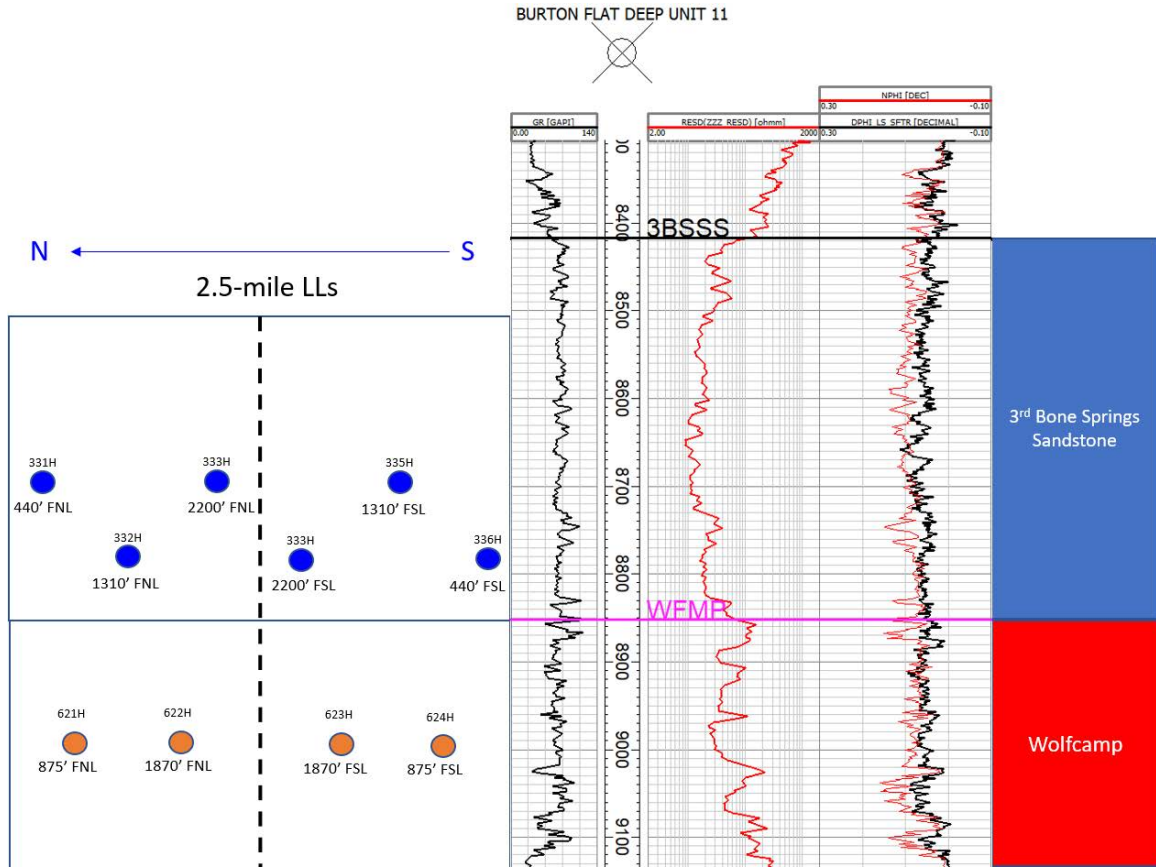 BURTON FLAT DEEP UNIT 11
NPHI [DEC]
0.30 -0.10
GR [GAPI]
0.00 140
RESD(ZZZ_RESD) [ohmm]
2.00 2000
DPHI_LS_SFTR [DECIMAL]
0.30 -0.10
3BSSS
8400
N S
2.5-mile LLs
8500
8600
3rd Bone Springs
Sandstone
331H
440’ FNL
333H
2200’ FNL
335H
1310’ FSL
8700
332H
1310’ FNL
333H
2200’ FSL
336H
440’ FSL
8800
WFMP
8900
621H
875’ FNL
622H
1870’ FNL
623H
1870’ FSL
624H
875’ FSL
9000
Wolfcamp
9100